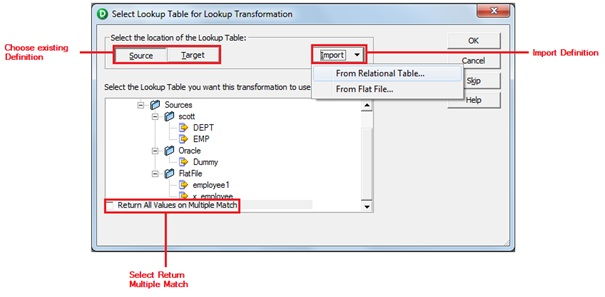 Select Lookup Table for Lookup Transformation
Select the location of the Lookup Table:
Choose existing
Definition
Source
Target
Import
OK
Import Definition
Cancel
From Relational Table...
From Flat File...
Skip
Help
Select the Lookup Table you want this transformation to use
Sources
scott
DEPT
EMP
Oracle
Dummy
FlatFile
employee1
x_employee
Return All Values on Multiple Match
Select Return
Multiple Match